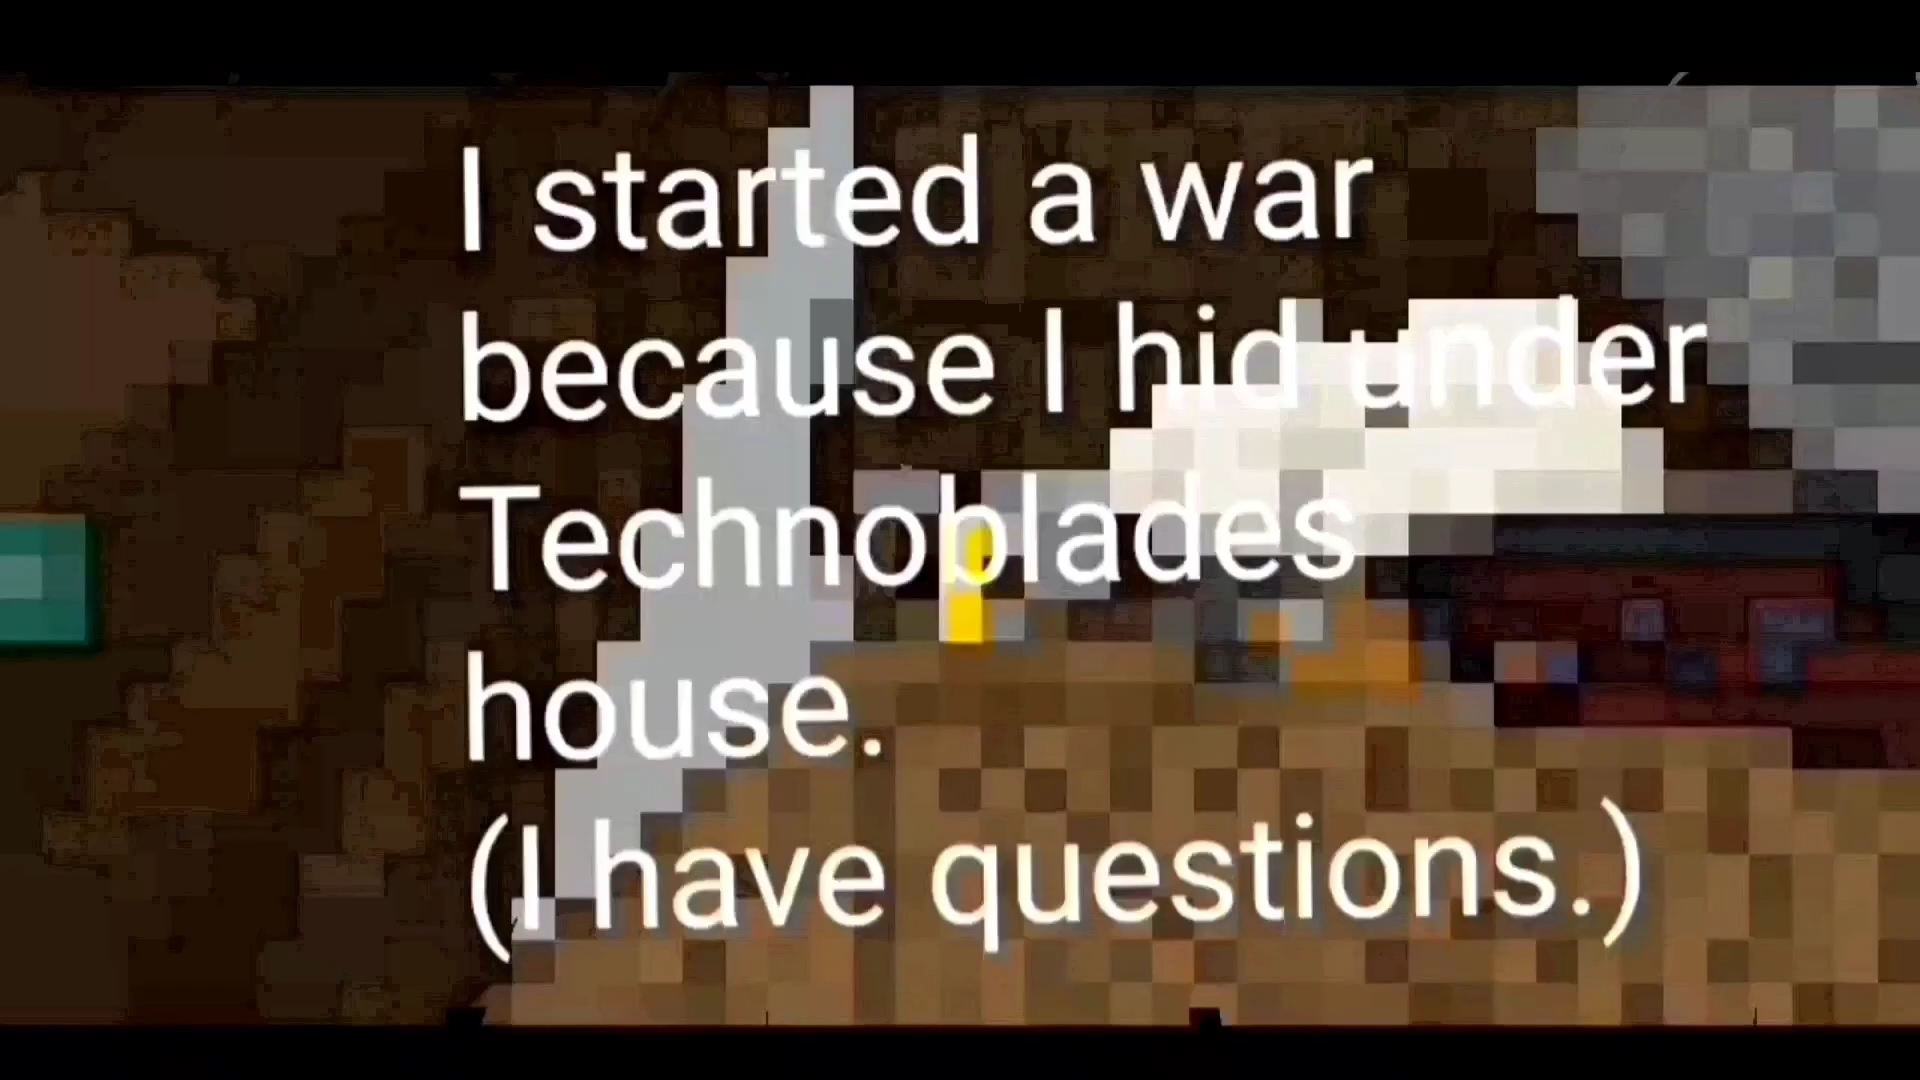 I started a war
because I hid under
Technoblades
house.
(I have questions.)